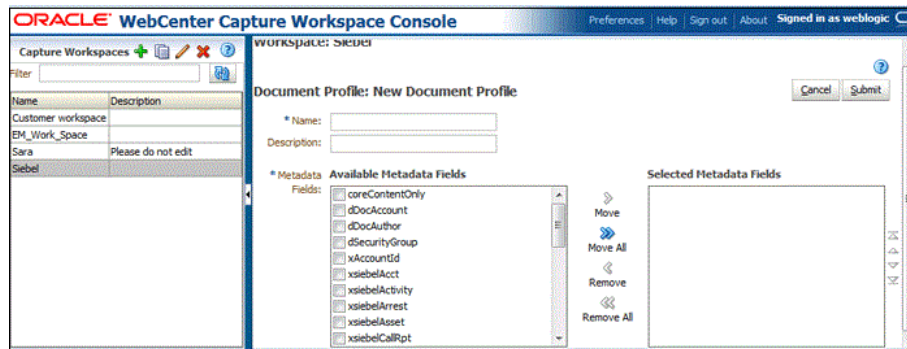 ORACLE WebCenter Capture Workspace Console
Preferences Help Sign out About Signed in as weblogic
Capture Workspaces
Filter
Name Description
Customer workspace
EM_Work_Space
Sara Please do not edit
Siebel
Workspace: Siebel
Document Profile: New Document Profile
Cancel Submit
* Name:
Description:
* Metadata Fields:
Available Metadata Fields
coreContentOnly
dDocAccount
dDocAuthor
dSecurityGroup
xAccountId
xsiebelAcct
xsiebelActivity
xsiebelArrest
xsiebelAsset
xsiebelCallRpt
Move
Move All
Remove
Remove All
Selected Metadata Fields